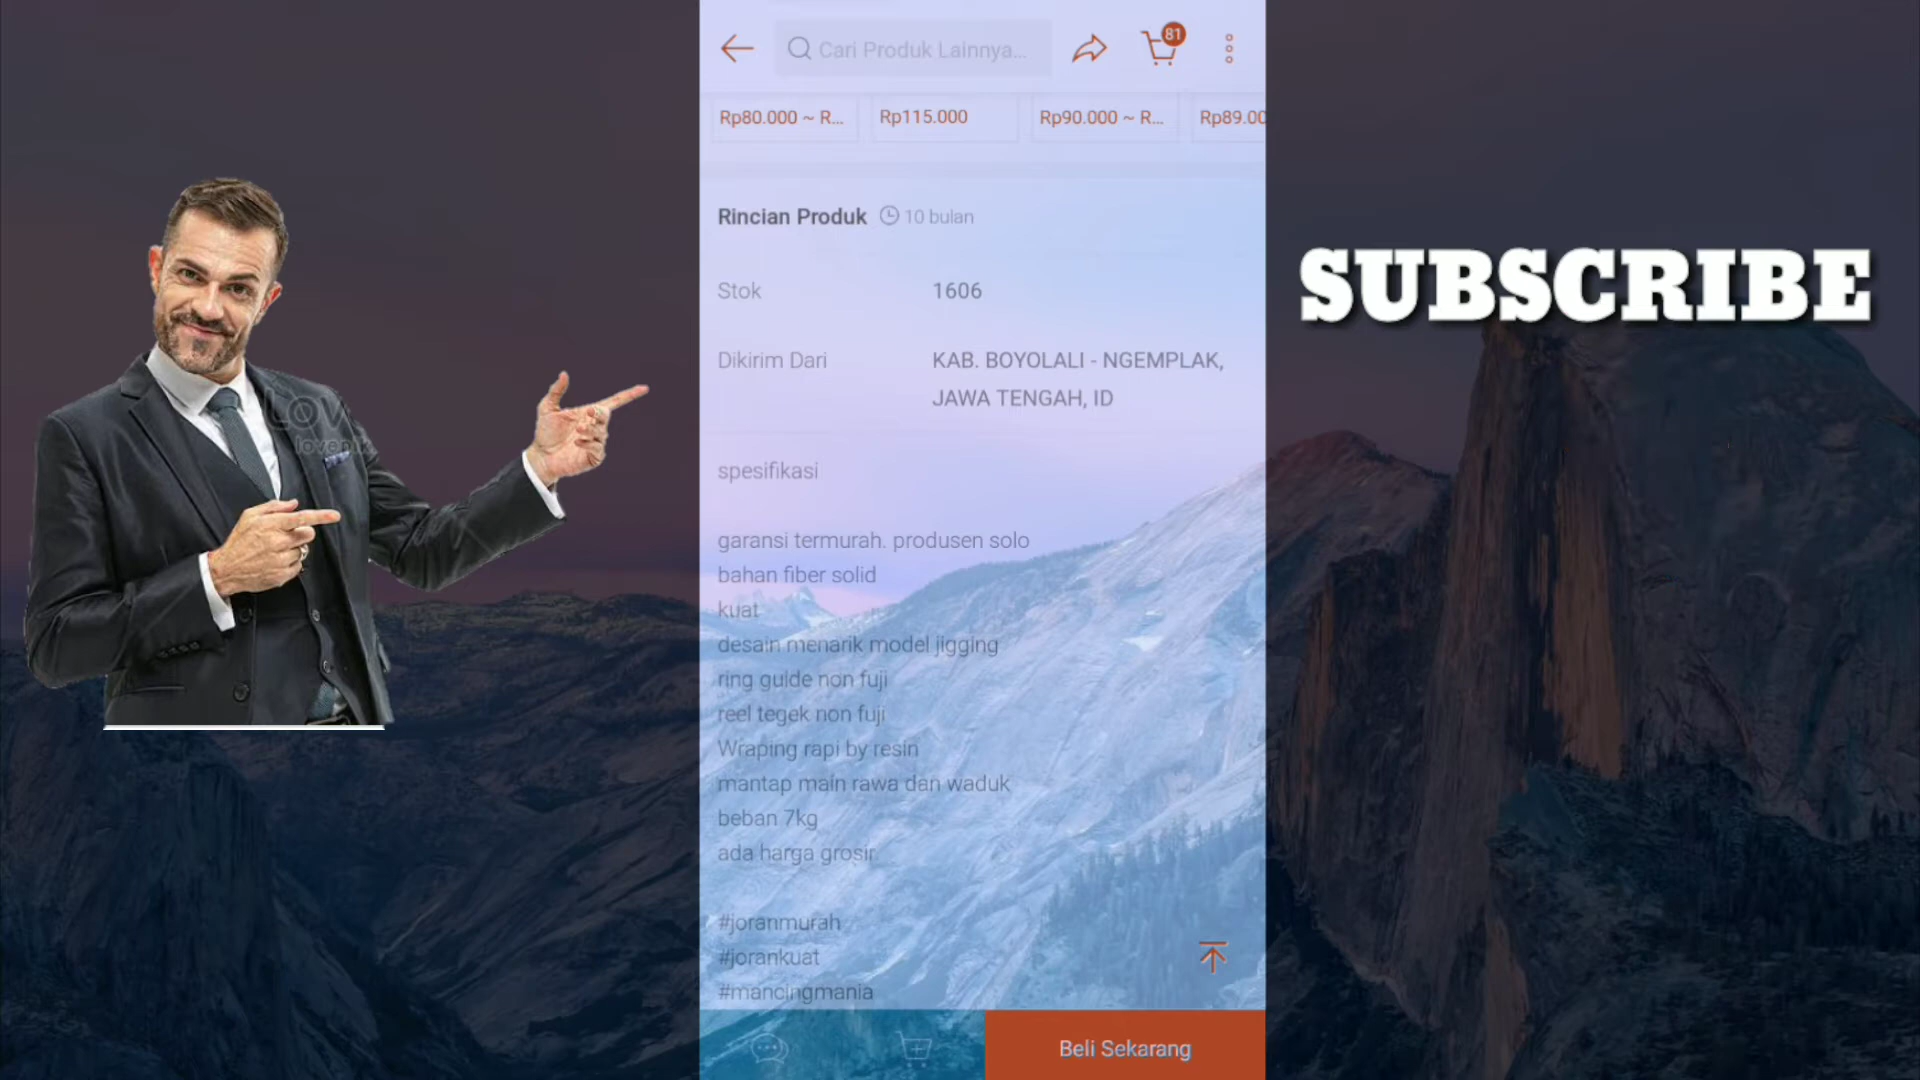 Cari Produk Lainnya...
81
Rp80.000 ~ R...
Rp115.000
Rp90.000 ~ R...
Rp89.00
Rincian Produk
10 bulan
Stok 1606
Dikirim Dari KAB. BOYOLALI - NGEMPLAK,
JAWA TENGAH, ID
spesifikasi
garansi termurah. produsen solo
bahan fiber solid
kuat
desain menarik model jigging
ring guide non fuji
reel tegek non fuji
Wraping rapi by resin
mantap main rawa dan waduk
beban 7kg
ada harga grosir
#joranmurah
#jorankuat
#mancingmania
Beli Sekarang
SUBSCRIBE